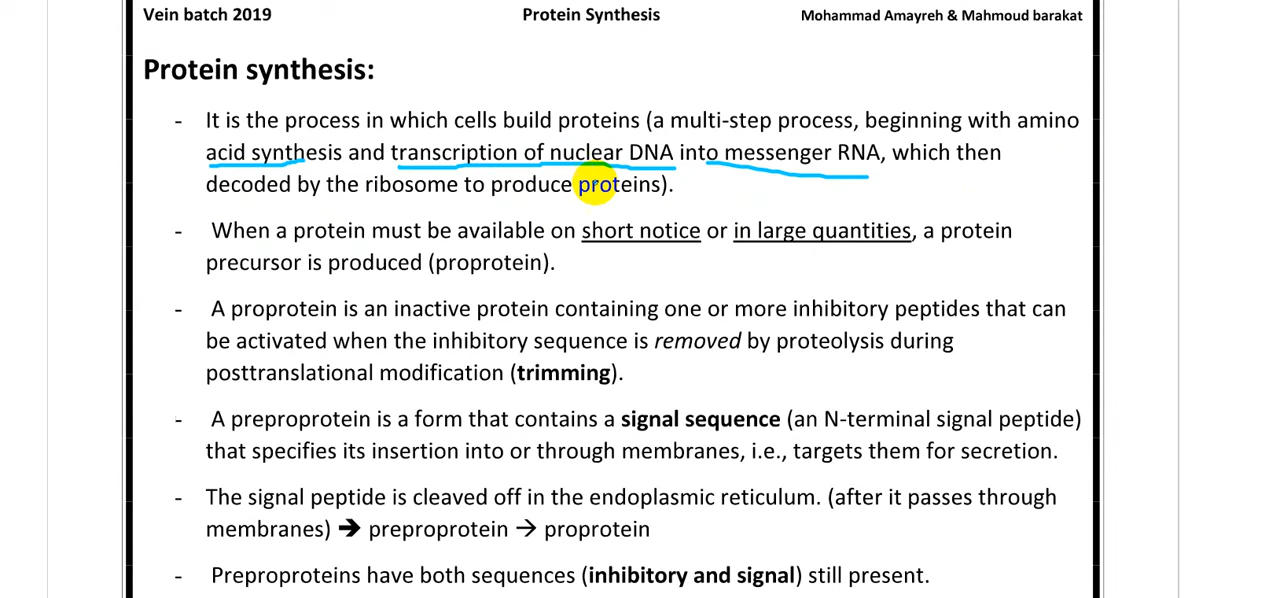 Vein batch 2019 Protein Synthesis Mohammad Amayreh & Mahmoud barakat
Protein synthesis:
- It is the process in which cells build proteins (a multi-step process, beginning with amino
acid synthesis and transcription of nuclear DNA into messenger RNA, which then
decoded by the ribosome to produce proteins).
- When a protein must be available on short notice or in large quantities, a protein
precursor is produced (proprotein).
- A proprotein is an inactive protein containing one or more inhibitory peptides that can
be activated when the inhibitory sequence is removed by proteolysis during
posttranslational modification (trimming).
- A preproprotein is a form that contains a signal sequence (an N-terminal signal peptide)
that specifies its insertion into or through membranes, i.e., targets them for secretion.
- The signal peptide is cleaved off in the endoplasmic reticulum. (after it passes through
membranes) ➔ preproprotein → proprotein
- Preproproteins have both sequences (inhibitory and signal) still present.